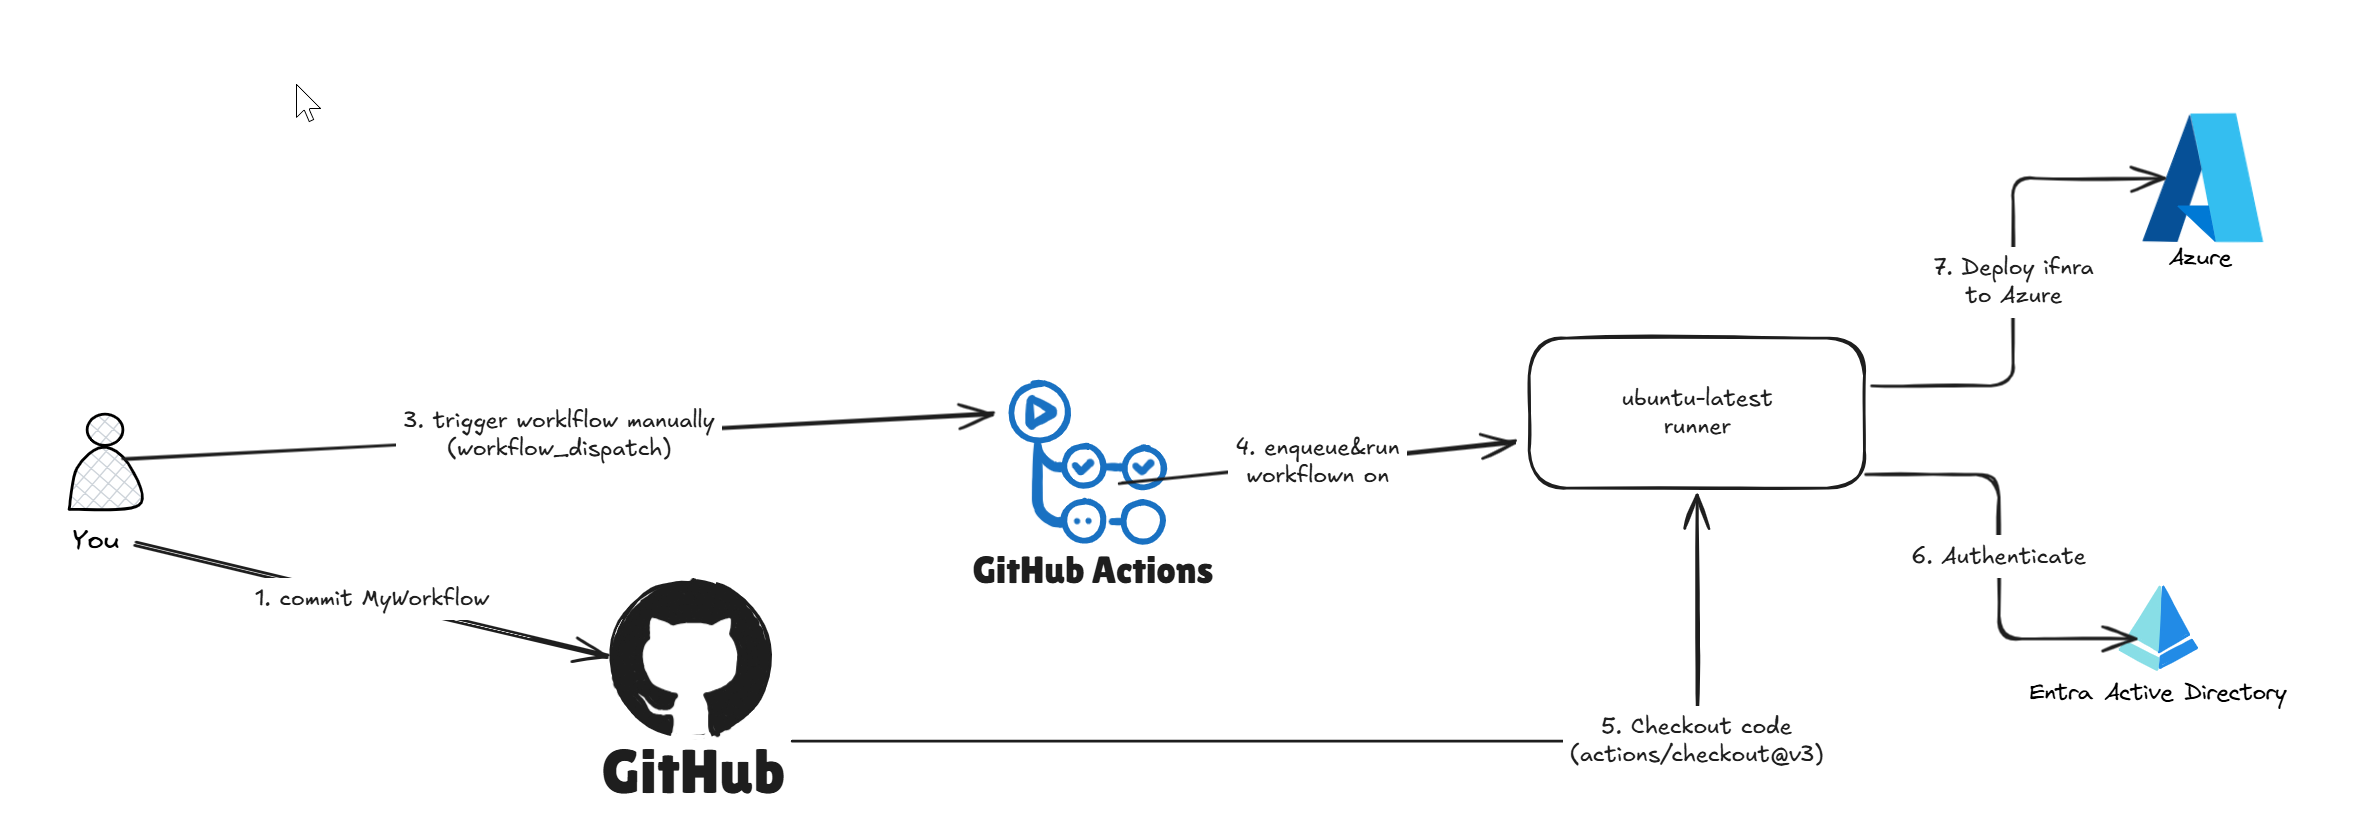 Azure
7. Deploy ifnra
to Azure
ubuntu-latest
runner
3. trigger worklflow manually
(workflow_dispatch)
4. enqueue&run
workflown on
You
GitHub Actions
6. Authenticate
1. commit MyWorkflow
Entra Active Directory
5. Checkout code
(actions/checkout@v3)
GitHub